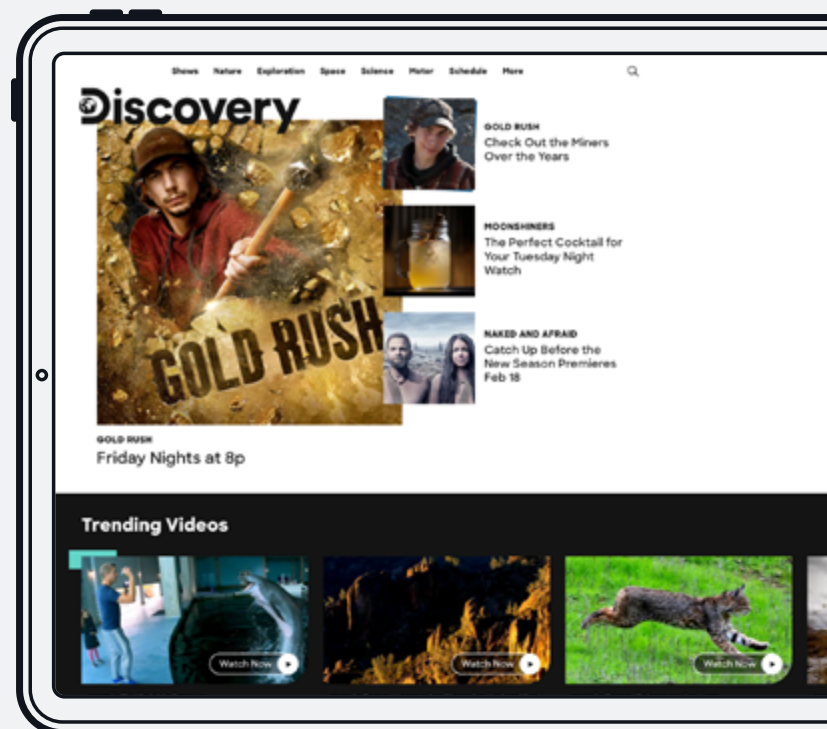 Shows Nature Exploration Space Science Motor Schedule More
Discovery
GOLD RUSH
GOLD RUSH
Friday Nights at 8p
GOLD RUSH
Check Out the Miners
Over the Years
MOONSHINERS
The Perfect Cocktail for
Your Tuesday Night
Watch
NAKED AND AFRAID
Catch Up Before the
New Season Premieres
Feb 18
Trending Videos
Watch Now
Watch Now
Watch Now